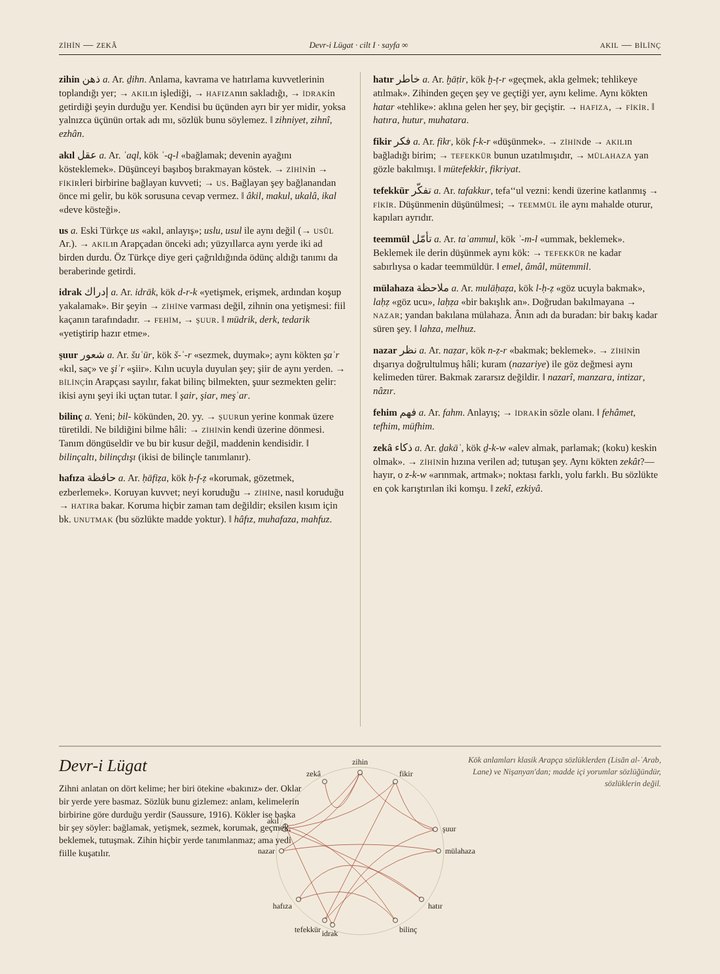 ZİHİN — ZEKÂ
Devr-i Lügat · cilt I · sayfa ∞
AKIL — BİLİNÇ
zihin ذهن a. Ar. ḏihn. Anlama, kavrama ve hatırlama kuvvetlerinin
toplandığı yer; → AKILın işlediği, → HAFIZAnın sakladığı, → İDRAKin
getirdiği şeyin durduğu yer. Kendisi bu üçünden ayrı bir yer midir, yoksa
yalnızca üçünün ortak adı mı, sözlük bunu söylemez. ‖ zihniyet, zihnî,
ezhân.
akıl عقل a. Ar. ʿaql, kök ʿ-q-l «bağlamak; devenin ayağını
kösteklemek». Düşünceyi başıboş bırakmayan köstek. → ZİHİNin →
FİKİRleri birbirine bağlayan kuvveti; → US. Bağlayan şey bağlanandan
önce mi gelir, bu kök sorusuna cevap vermez. ‖ âkil, makul, ukalâ, ikal
«deve kösteği».
us a. Eski Türkçe us «akıl, anlayış»; uslu, usul ile aynı değil (→ USÛL
Ar.). → AKILın Arapçadan önceki adı; yüzyıllarca aynı yerde iki ad
birden durdu. Öz Türkçe diye geri çağrıldığında ödünç aldığı tanımı da
beraberinde getirdi.
idrak إدراك a. Ar. idrāk, kök d-r-k «yetişmek, erişmek, ardından koşup
yakalamak». Bir şeyin → ZİHİNe varması değil, zihnin ona yetişmesi: fiil
kaçanın tarafındadır. → FEHİM, → ŞUUR. ‖ müdrik, derk, tedarik
«yetiştirip hazır etme».
şuur شعور a. Ar. šuʿūr, kök š-ʿ-r «sezmek, duymak»; aynı kökten şaʿr
«kıl, saç» ve şiʿr «şiir». Kılın ucuyla duyulan şey; şiir de aynı yerden. →
BİLİNÇin Arapçası sayılır, fakat bilinç bilmekten, şuur sezmekten gelir:
ikisi aynı şeyi iki uçtan tutar. ‖ şair, şiar, meşʿar.
bilinç a. Yeni; bil- kökünden, 20. yy. → ŞUURun yerine konmak üzere
türetildi. Ne bildiğini bilme hâli: → ZİHİNin kendi üzerine dönmesi.
Tanım döngüseldir ve bu bir kusur değil, maddenin kendisidir. ‖
bilinçaltı, bilinçdışı (ikisi de bilinçle tanımlanır).
hafıza حافظة a. Ar. ḥāfiẓa, kök ḥ-f-ẓ «korumak, gözetmek,
ezberlemek». Koruyan kuvvet; neyi koruduğu → ZİHİNe, nasıl koruduğu
→ HATIRa bakar. Koruma hiçbir zaman tam değildir; eksilen kısım için
bk. UNUTMAK (bu sözlükte madde yoktur). ‖ hâfız, muhafaza, mahfuz.
hatır خاطر a. Ar. ḫāṭir, kök ḫ-ṭ-r «geçmek, akla gelmek; tehlikeye
atılmak». Zihinden geçen şey ve geçtiği yer, aynı kelime. Aynı kökten
hatar «tehlike»: aklına gelen her şey, bir geçiştir. → HAFIZA, → FİKİR. ‖
hatıra, hutur, muhatara.
fikir فكر a. Ar. fikr, kök f-k-r «düşünmek». → ZİHİNde → AKILın
bağladığı birim; → TEFEKKÜR bunun uzatılmışıdır, → MÜLAHAZA yan
gözle bakılmışı. ‖ mütefekkir, fikriyat.
tefekkür تفكّر a. Ar. tafakkur, tefaʿʿul vezni: kendi üzerine katlanmış →
FİKİR. Düşünmenin düşünülmesi; → TEEMMÜL ile aynı mahalde oturur,
kapıları ayrıdır.
teemmül تأمّل a. Ar. taʾammul, kök ʾ-m-l «ummak, beklemek».
Beklemek ile derin düşünmek aynı kök: → TEFEKKÜR ne kadar
sabırlıysa o kadar teemmüldür. ‖ emel, âmâl, mütemmil.
mülahaza ملاحظة a. Ar. mulāḥaẓa, kök l-ḥ-ẓ «göz ucuyla bakmak»,
laḥẓ «göz ucu», laḥẓa «bir bakışlık an». Doğrudan bakılmayana →
NAZAR; yandan bakılana mülahaza. Ânın adı da buradan: bir bakış kadar
süren şey. ‖ lahza, melhuz.
nazar نظر a. Ar. naẓar, kök n-ẓ-r «bakmak; beklemek». → ZİHİNin
dışarıya doğrultulmuş hâli; kuram (nazariye) ile göz değmesi aynı
kelimeden türer. Bakmak zararsız değildir. ‖ nazarî, manzara, intizar,
nâzır.
fehim فهم a. Ar. fahm. Anlayış; → İDRAKin sözle olanı. ‖ fehâmet,
tefhim, müfhim.
zekâ ذكاء a. Ar. ḏakāʾ, kök ḏ-k-w «alev almak, parlamak; (koku) keskin
olmak». → ZİHİNin hızına verilen ad; tutuşan şey. Aynı kökten zekât?—
hayır, o z-k-w «arınmak, artmak»; noktası farklı, yolu farklı. Bu sözlükte
en çok karıştırılan iki komşu. ‖ zekî, ezkiyâ.
Devr-i Lügat
Zihni anlatan on dört kelime; her biri ötekine «bakınız» der. Olar
bir yerde yere basmaz. Sözlük bunu gizlemez: anlam, kelimelerin
birbirine göre durduğu yerdir (Saussure, 1916). Kökler ise başka
bir şey söyler: bağlamak, yetişmek, sezmek, korumak, geçmek,
beklemek, tutuşmak. Zihin hiçbir yerde tanımlanmaz; ama yedi
fiille kuşatılır.
zihin
zekâ
fikir
akıl
şuur
nazar
mülahaza
hafıza
hatır
tefekkür
idrak
bilinç
Kök anlamları klasik Arapça sözlüklerden (Lisān al-ʿArab,
Lane) ve Nişanyan'dan; madde içi yorumlar sözlüğündür,
sözlüklerin değil.